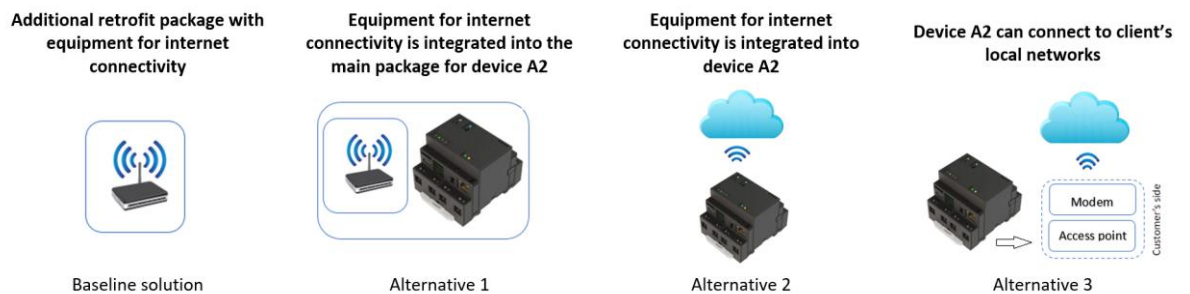 Additional retrofit package with
equipment for internet
connectivity
Equipment for internet
connectivity is integrated into the
main package for device A2
Equipment for internet
connectivity is integrated into
device A2
Device A2 can connect to client's
local networks
Modem
Access point
Customer's side
Baseline solution
Alternative 1
Alternative 2
Alternative 3